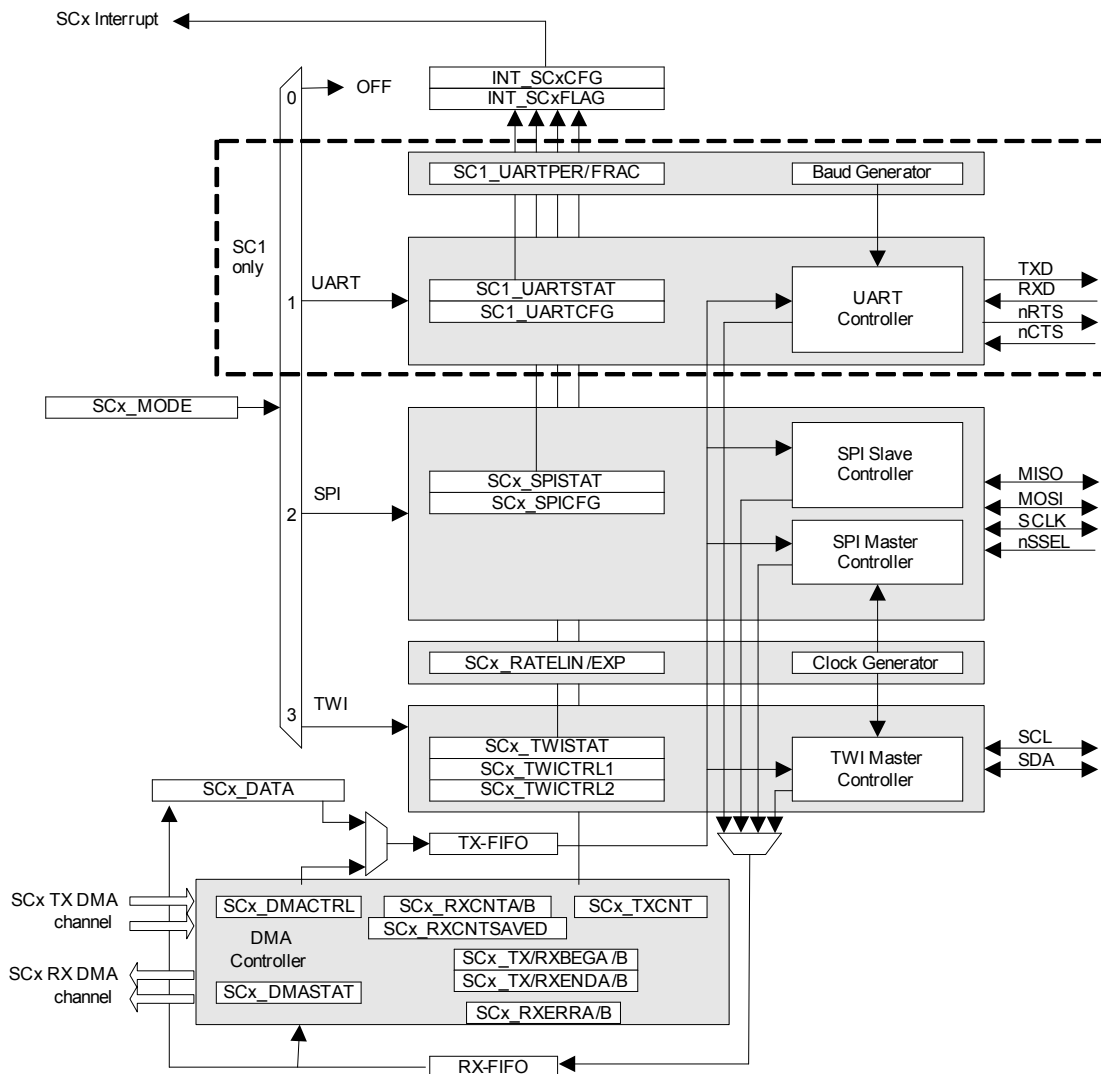 SCx Interrupt
INT_SCxCFG
INT_SCxFLAG
0
OFF
SC1_UARTPER/FRAC
Baud Generator
SC1
only
UART
1
SC1_UARTSTAT
SC1_UARTCFG
UART
Controller
TXD
RXD
nRTS
nCTS
SCx_MODE
SPI
2
SCx_SPISTAT
SCx_SPICFG
SPI Slave
Controller
SPI Master
Controller
MISO
MOSI
SCLK
nSSEL
SCx_RATELIN/EXP
Clock Generator
TWI
3
SCx_TWISTAT
SCx_TWICTRL1
SCx_TWICTRL2
TWI Master
Controller
SCL
SDA
SCx_DATA
TX-FIFO
SCx TX DMA
channel
SCx RX DMA
channel
SCx_DMACTRL
SCx_RXCNTA/B
SCx_TXCNT
SCx_RXCNTSAVED
DMA
Controller
SCx_TX/RXBEGA/B
SCx_TX/RXENDA/B
SCx_DMASTAT
SCx_RXERRA/B
RX-FIFO